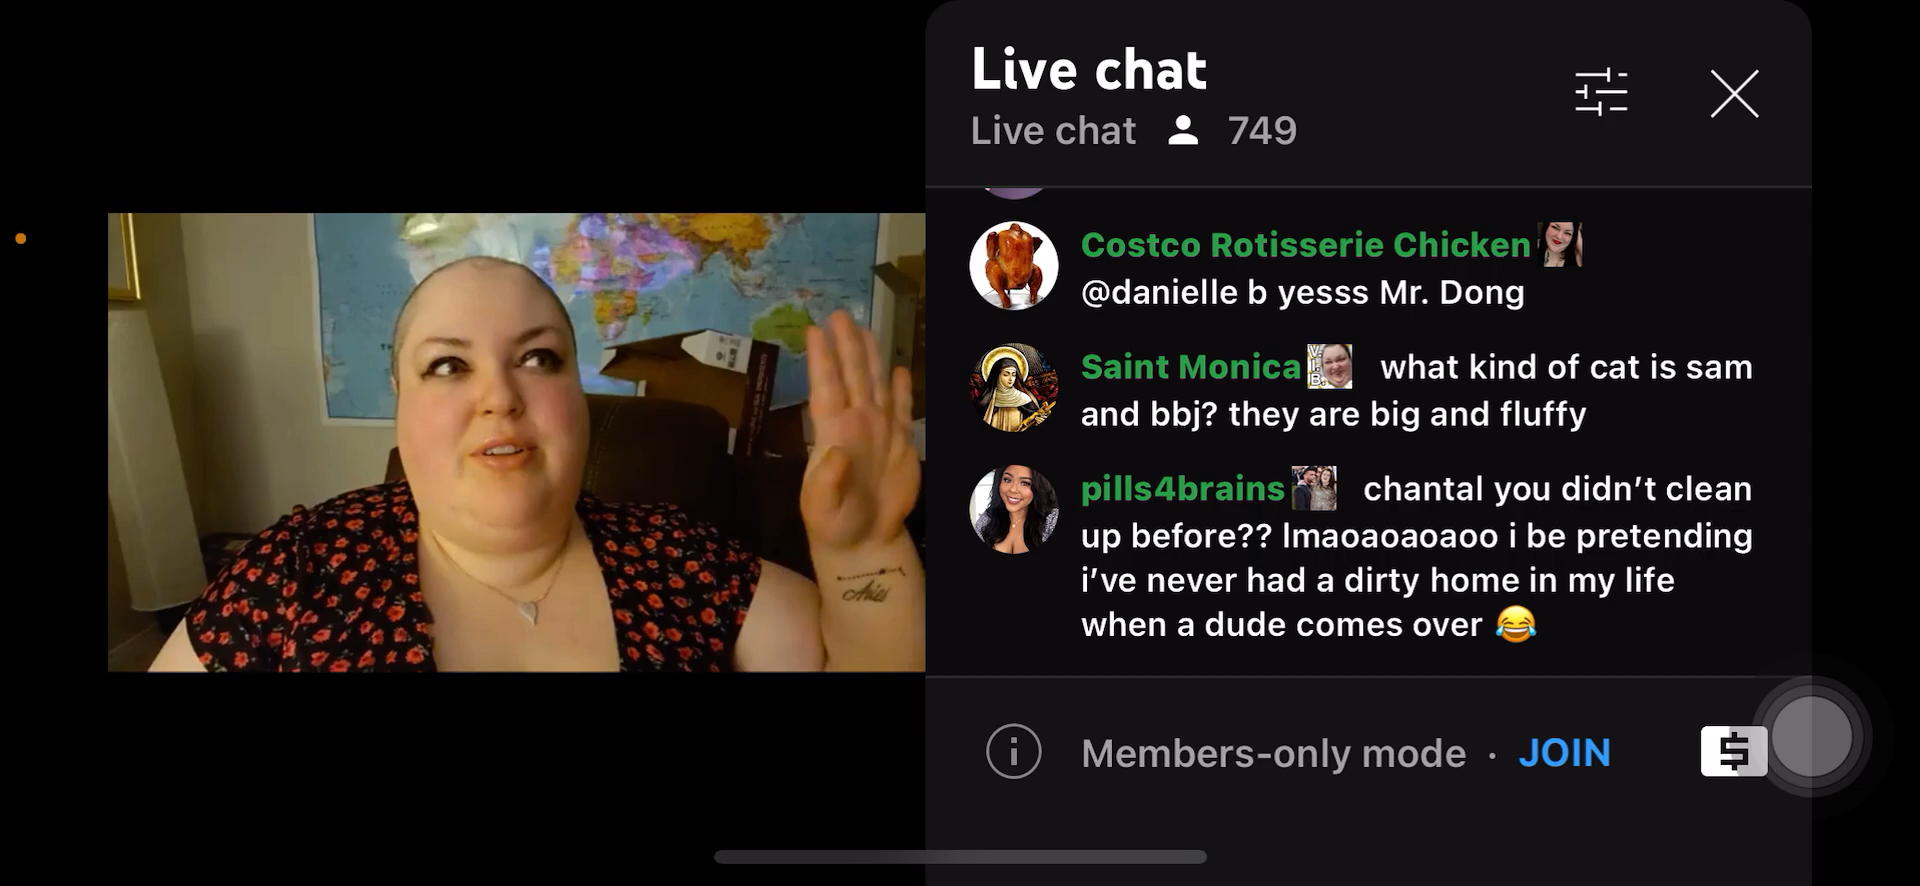 Live chat
Live chat 749
Costco Rotisserie Chicken
@danielle b yesss Mr. Dong
Saint Monica what kind of cat is sam
and bbj? they are big and fluffy
pills4brains chantal you didn't clean
up before?? lmaoaoaoaoo i be pretending
i've never had a dirty home in my life
when a dude comes over 😂
Members-only mode · JOIN
$
Aries